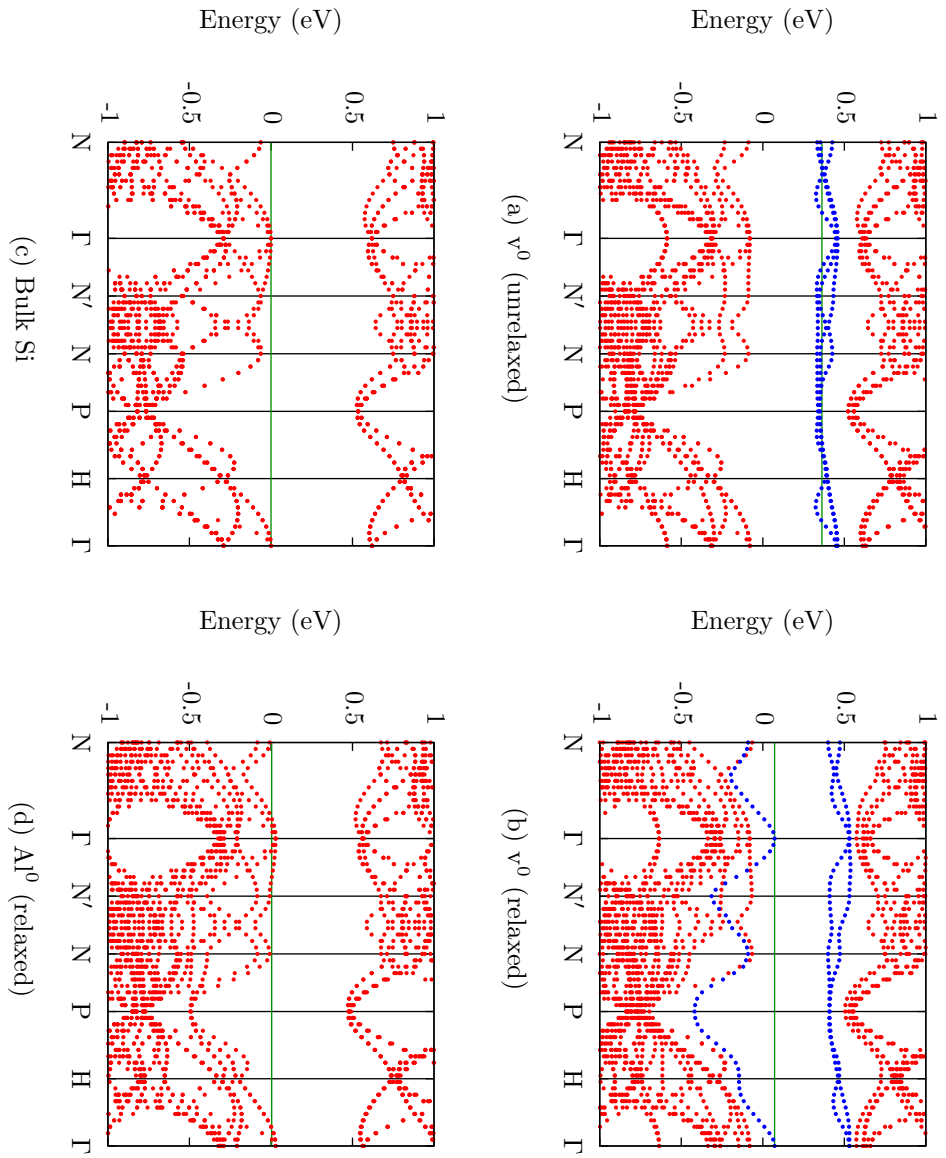 Energy (eV)
1
0.5
0
-0.5
-1
N Γ N′ N P H Γ
(a) v⁰ (unrelaxed)
Energy (eV)
1
0.5
0
-0.5
-1
N Γ N′ N P H Γ
(b) v⁰ (relaxed)
Energy (eV)
1
0.5
0
-0.5
-1
N Γ N′ N P H Γ
(c) Bulk Si
Energy (eV)
1
0.5
0
-0.5
-1
N Γ N′ N P H Γ
(d) Al⁰ (relaxed)